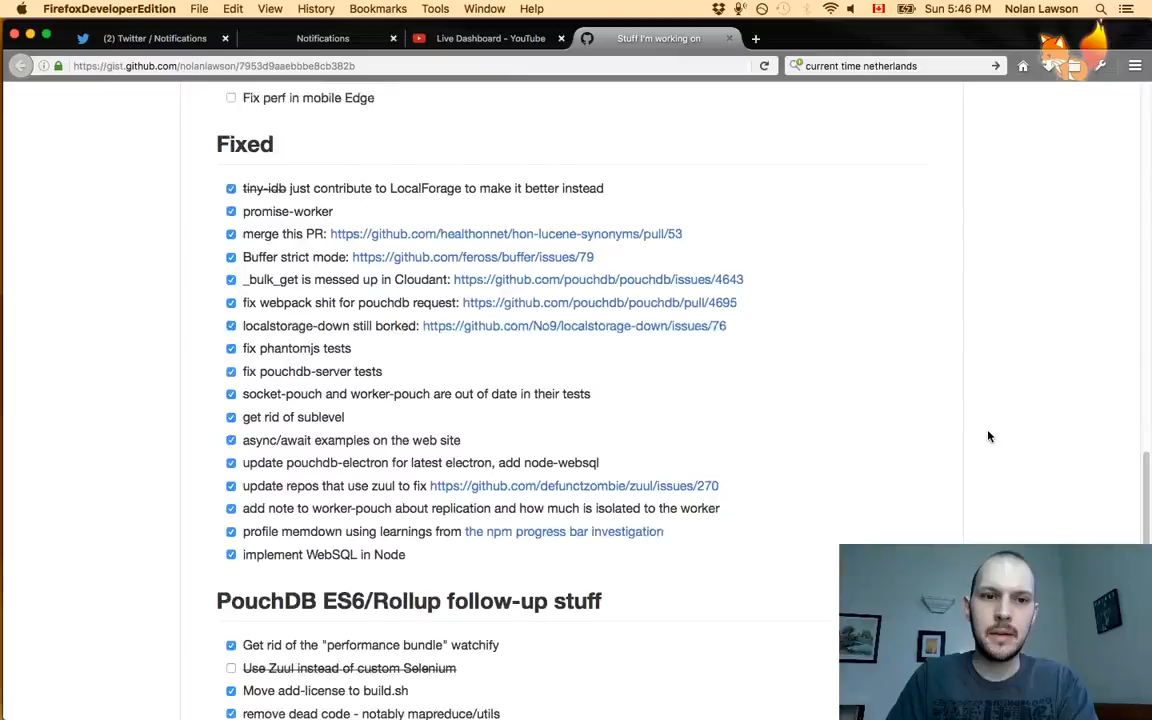 FirefoxDeveloperEdition File Edit View History Bookmarks Tools Window Help Sun 5:46 PM Nolan Lawson
(2) Twitter / Notifications Notifications Live Dashboard - YouTube Stuff I'm working on
https://gist.github.com/nolanlawson/7953d9aaebbbe8cb382b current time netherlands
Fix perf in mobile Edge
Fixed
tiny-idb just contribute to LocalForage to make it better instead
promise-worker
merge this PR: https://github.com/healthonnet/hon-lucene-synonyms/pull/53
Buffer strict mode: https://github.com/feross/buffer/issues/79
_bulk_get is messed up in Cloudant: https://github.com/pouchdb/pouchdb/issues/4643
fix webpack shit for pouchdb request: https://github.com/pouchdb/pouchdb/pull/4695
localstorage-down still borked: https://github.com/No9/localstorage-down/issues/76
fix phantomjs tests
fix pouchdb-server tests
socket-pouch and worker-pouch are out of date in their tests
get rid of sublevel
async/await examples on the web site
update pouchdb-electron for latest electron, add node-websql
update repos that use zuul to fix https://github.com/defunctzombie/zuul/issues/270
add note to worker-pouch about replication and how much is isolated to the worker
profile memdown using learnings from the npm progress bar investigation
implement WebSQL in Node
PouchDB ES6/Rollup follow-up stuff
Get rid of the "performance bundle" watchify
Use Zuul instead of custom Selenium
Move add-license to build.sh
remove dead code - notably mapreduce/utils